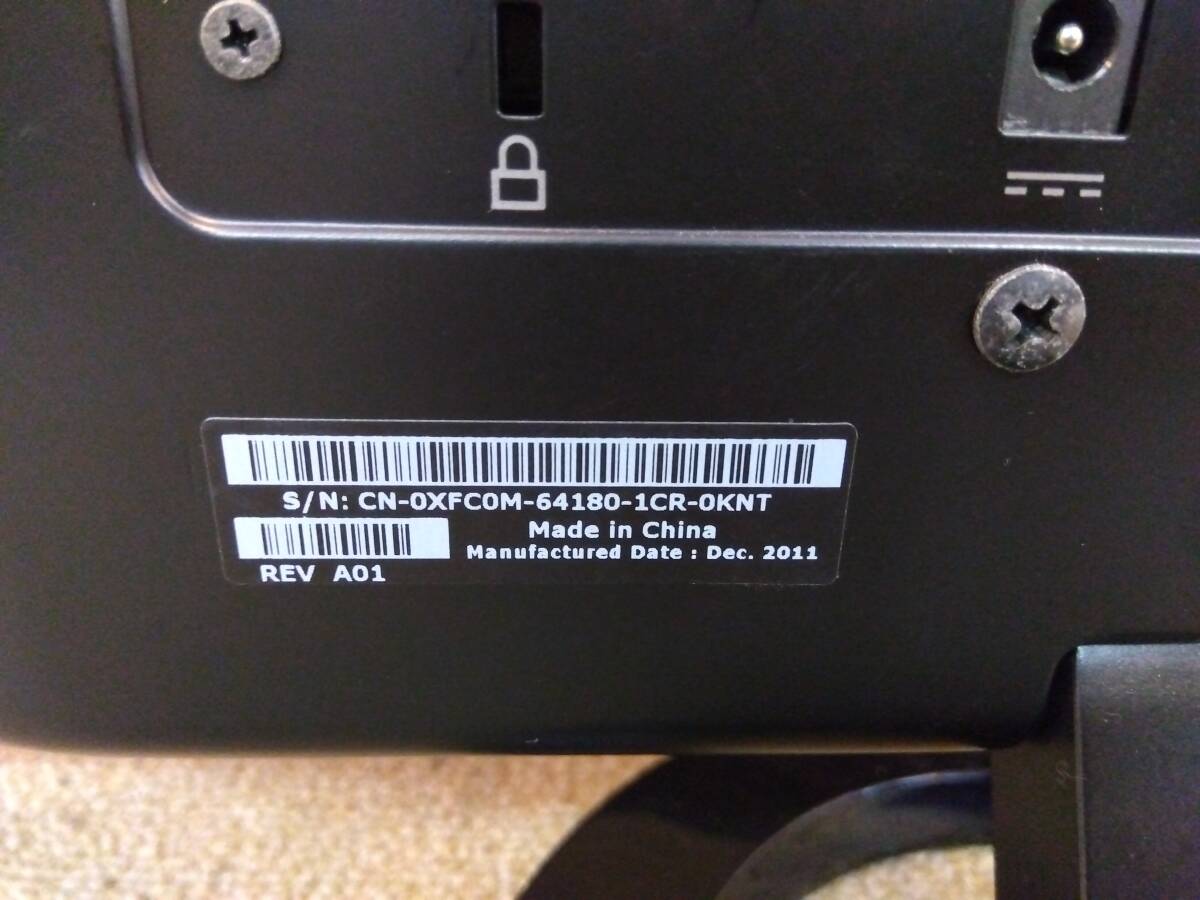 S/N: CN-0XFC0M-64180-1CR-0KNT
Made in China
Manufactured Date : Dec. 2011
REV A01